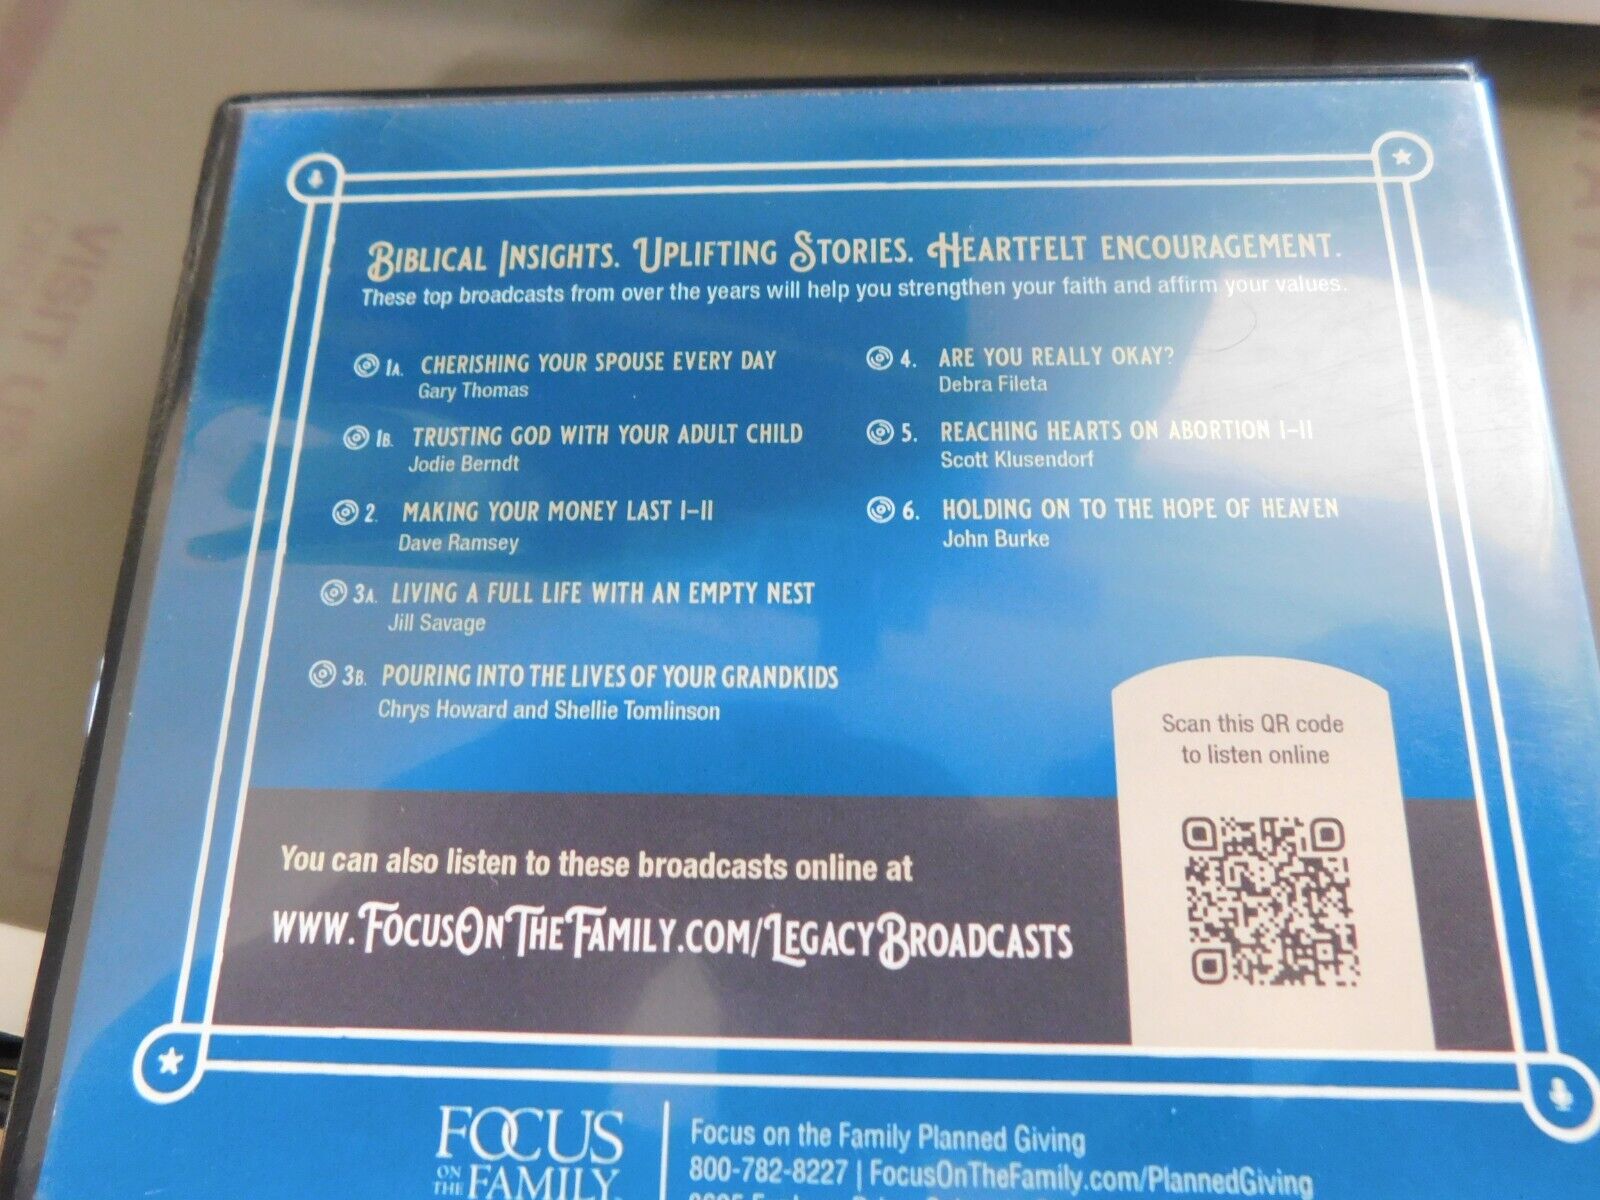 BIBLICAL INSIGHTS. UPLIFTING STORIES. HEARTFELT ENCOURAGEMENT.
These top broadcasts from over the years will help you strengthen your faith and affirm your values.
1A. CHERISHING YOUR SPOUSE EVERY DAY
Gary Thomas
1B. TRUSTING GOD WITH YOUR ADULT CHILD
Jodie Berndt
2. MAKING YOUR MONEY LAST I–II
Dave Ramsey
3A. LIVING A FULL LIFE WITH AN EMPTY NEST
Jill Savage
3B. POURING INTO THE LIVES OF YOUR GRANDKIDS
Chrys Howard and Shellie Tomlinson
4. ARE YOU REALLY OKAY?
Debra Fileta
5. REACHING HEARTS ON ABORTION I–II
Scott Klusendorf
6. HOLDING ON TO THE HOPE OF HEAVEN
John Burke
Scan this QR code
to listen online
You can also listen to these broadcasts online at
WWW.FOCUSONTHEFAMILY.COM/LEGACYBROADCASTS
FOCUS
ON THE FAMILY
Focus on the Family Planned Giving
800-782-8227 | FocusOnTheFamily.com/PlannedGiving
VISIT